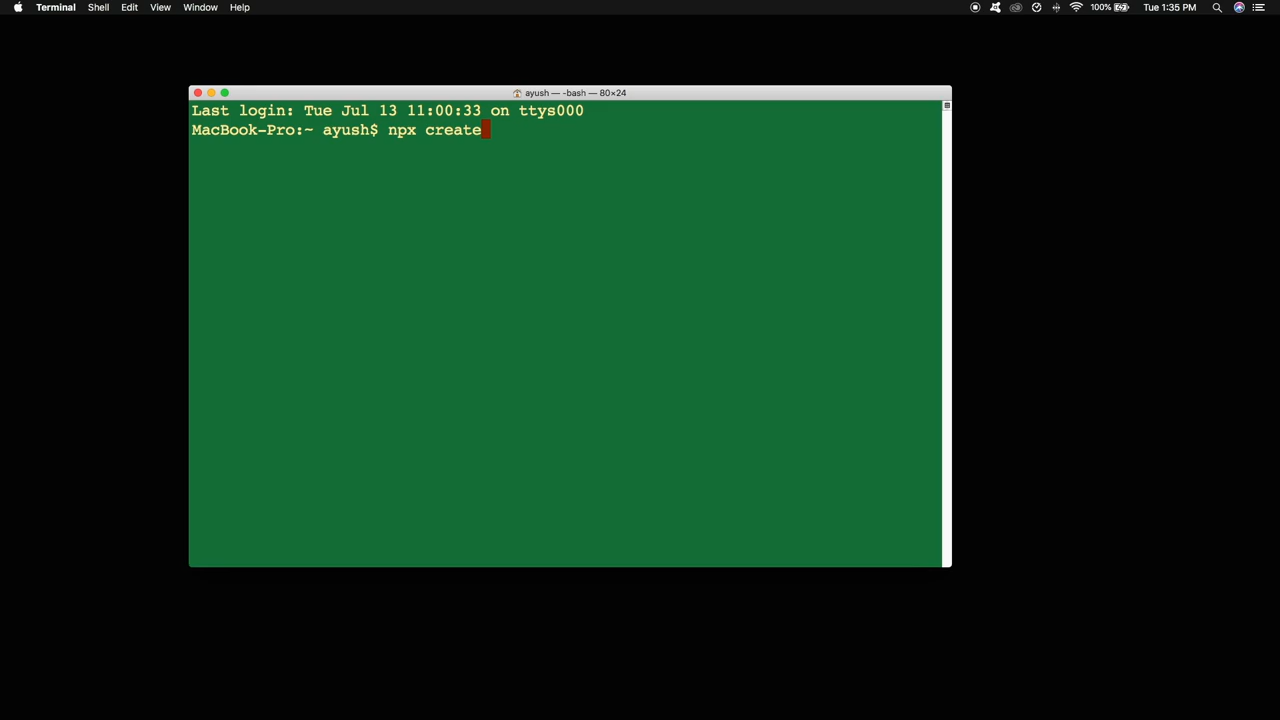 Terminal Shell Edit View Window Help 100% Tue 1:35 PM
ayush — -bash — 80×24
Last login: Tue Jul 13 11:00:33 on ttys000
MacBook-Pro:~ ayush$ npx create